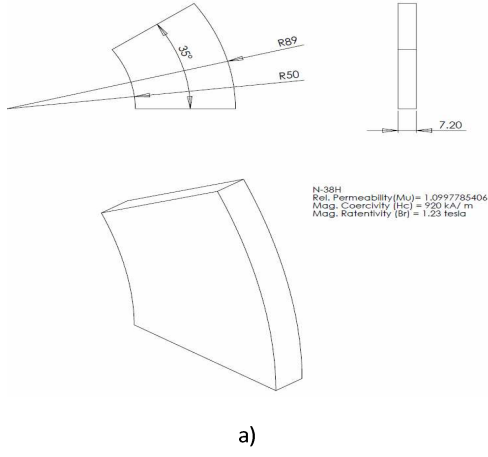 35°
R89
R50
7.20
N-38H
Rel. Permeability(Mu)= 1.0997785406
Mag. Coercivity (Hc) = 920 kA/ m
Mag. Ratentivity (Br) = 1.23 tesla
a)